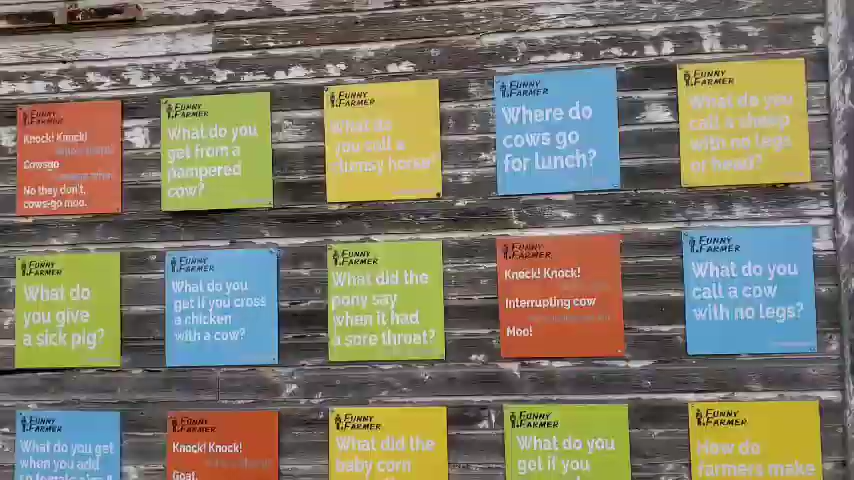 FUNNY
FARMER
Knock! Knock!
Cowsgo
No they don't,
cows-go moo.
FUNNY
FARMER
What do you
get from a
pampered
cow?
FUNNY
FARMER
What do
you call a
clumsy horse?
FUNNY
FARMER
Where do
cows go
for lunch?
FUNNY
FARMER
What do you
call a sheep
with no legs
or head?
FUNNY
FARMER
What do
you give
a sick pig?
FUNNY
FARMER
What do you
get if you cross
a chicken
with a cow?
FUNNY
FARMER
What did the
pony say
when it had
a sore throat?
FUNNY
FARMER
Knock! Knock!
Interrupting cow
Moo!
FUNNY
FARMER
What do you
call a cow
with no legs?
FUNNY
FARMER
What do you get
when you add
FUNNY
FARMER
Knock! Knock!
Goat.
FUNNY
FARMER
What did the
baby corn
FUNNY
FARMER
What do you
get if you
FUNNY
FARMER
How do
farmers make